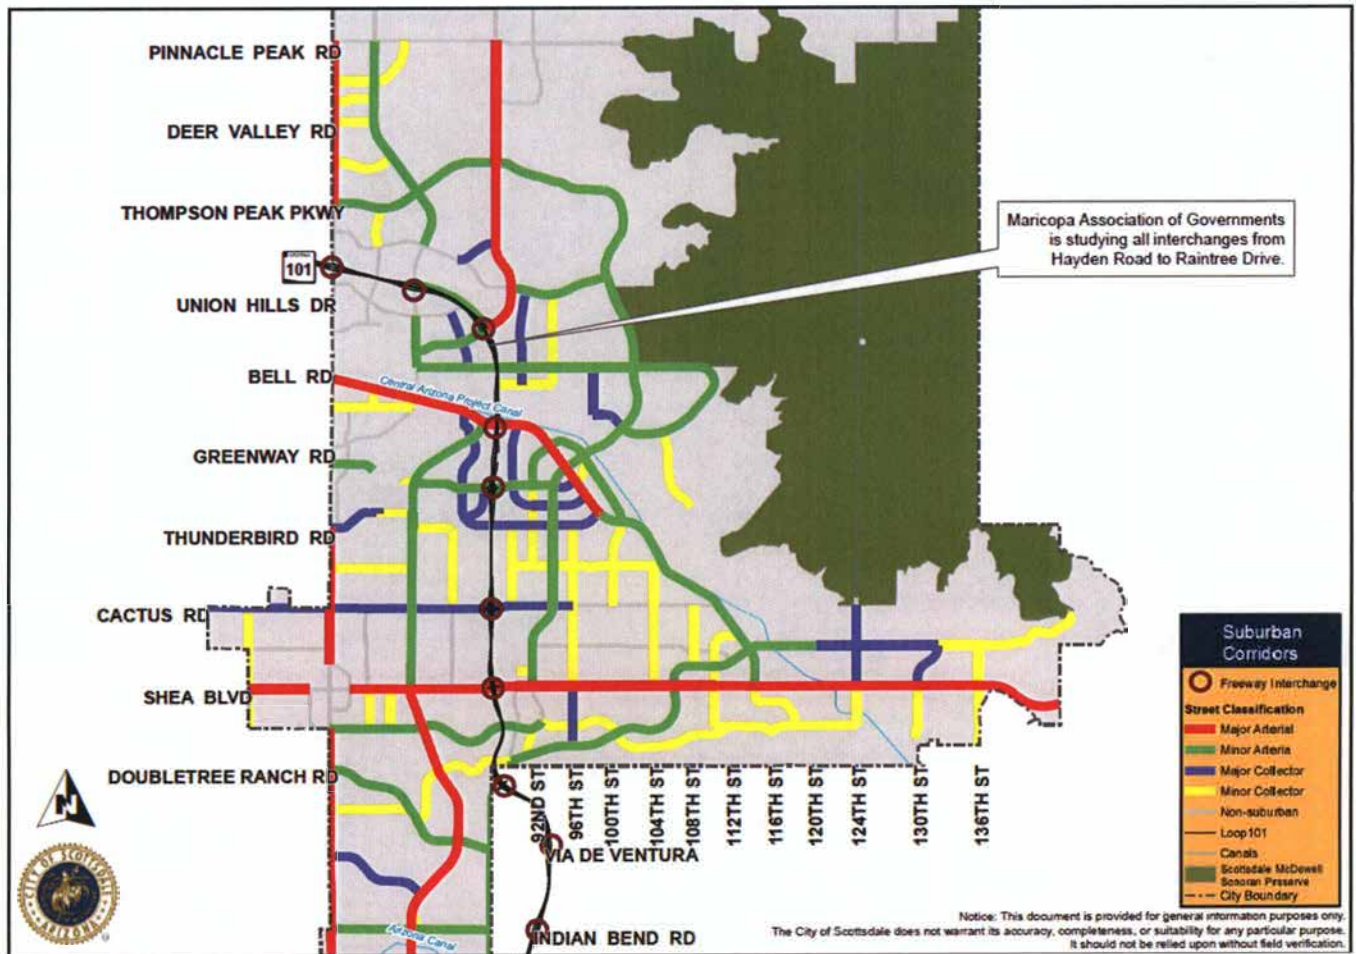 PINNACLE PEAK RD
DEER VALLEY RD
THOMPSON PEAK PKWY
101
UNION HILLS DR
BELL RD
GREENWAY RD
THUNDERBIRD RD
CACTUS RD
SHEA BLVD
DOUBLETREE RANCH RD
Maricopa Association of Governments
is studying all interchanges from
Hayden Road to Raintree Drive.
Central Arizona Project Canal
92ND ST
96TH ST
100TH ST
104TH ST
108TH ST
112TH ST
116TH ST
120TH ST
124TH ST
130TH ST
136TH ST
VIA DE VENTURA
INDIAN BEND RD
Arizona Canal
N
CITY OF SCOTTSDALE
ARIZONA
Suburban
Corridors
Freeway Interchange
Street Classification
Major Arterial
Minor Arteria
Major Collector
Minor Collector
Non-suburban
Loop101
Canals
Scottsdale McDowell
Sonoran Preserve
City Boundary
Notice: This document is provided for general information purposes only.
The City of Scottsdale does not warrant its accuracy, completeness, or suitability for any particular purpose.
It should not be relied upon without field verification.